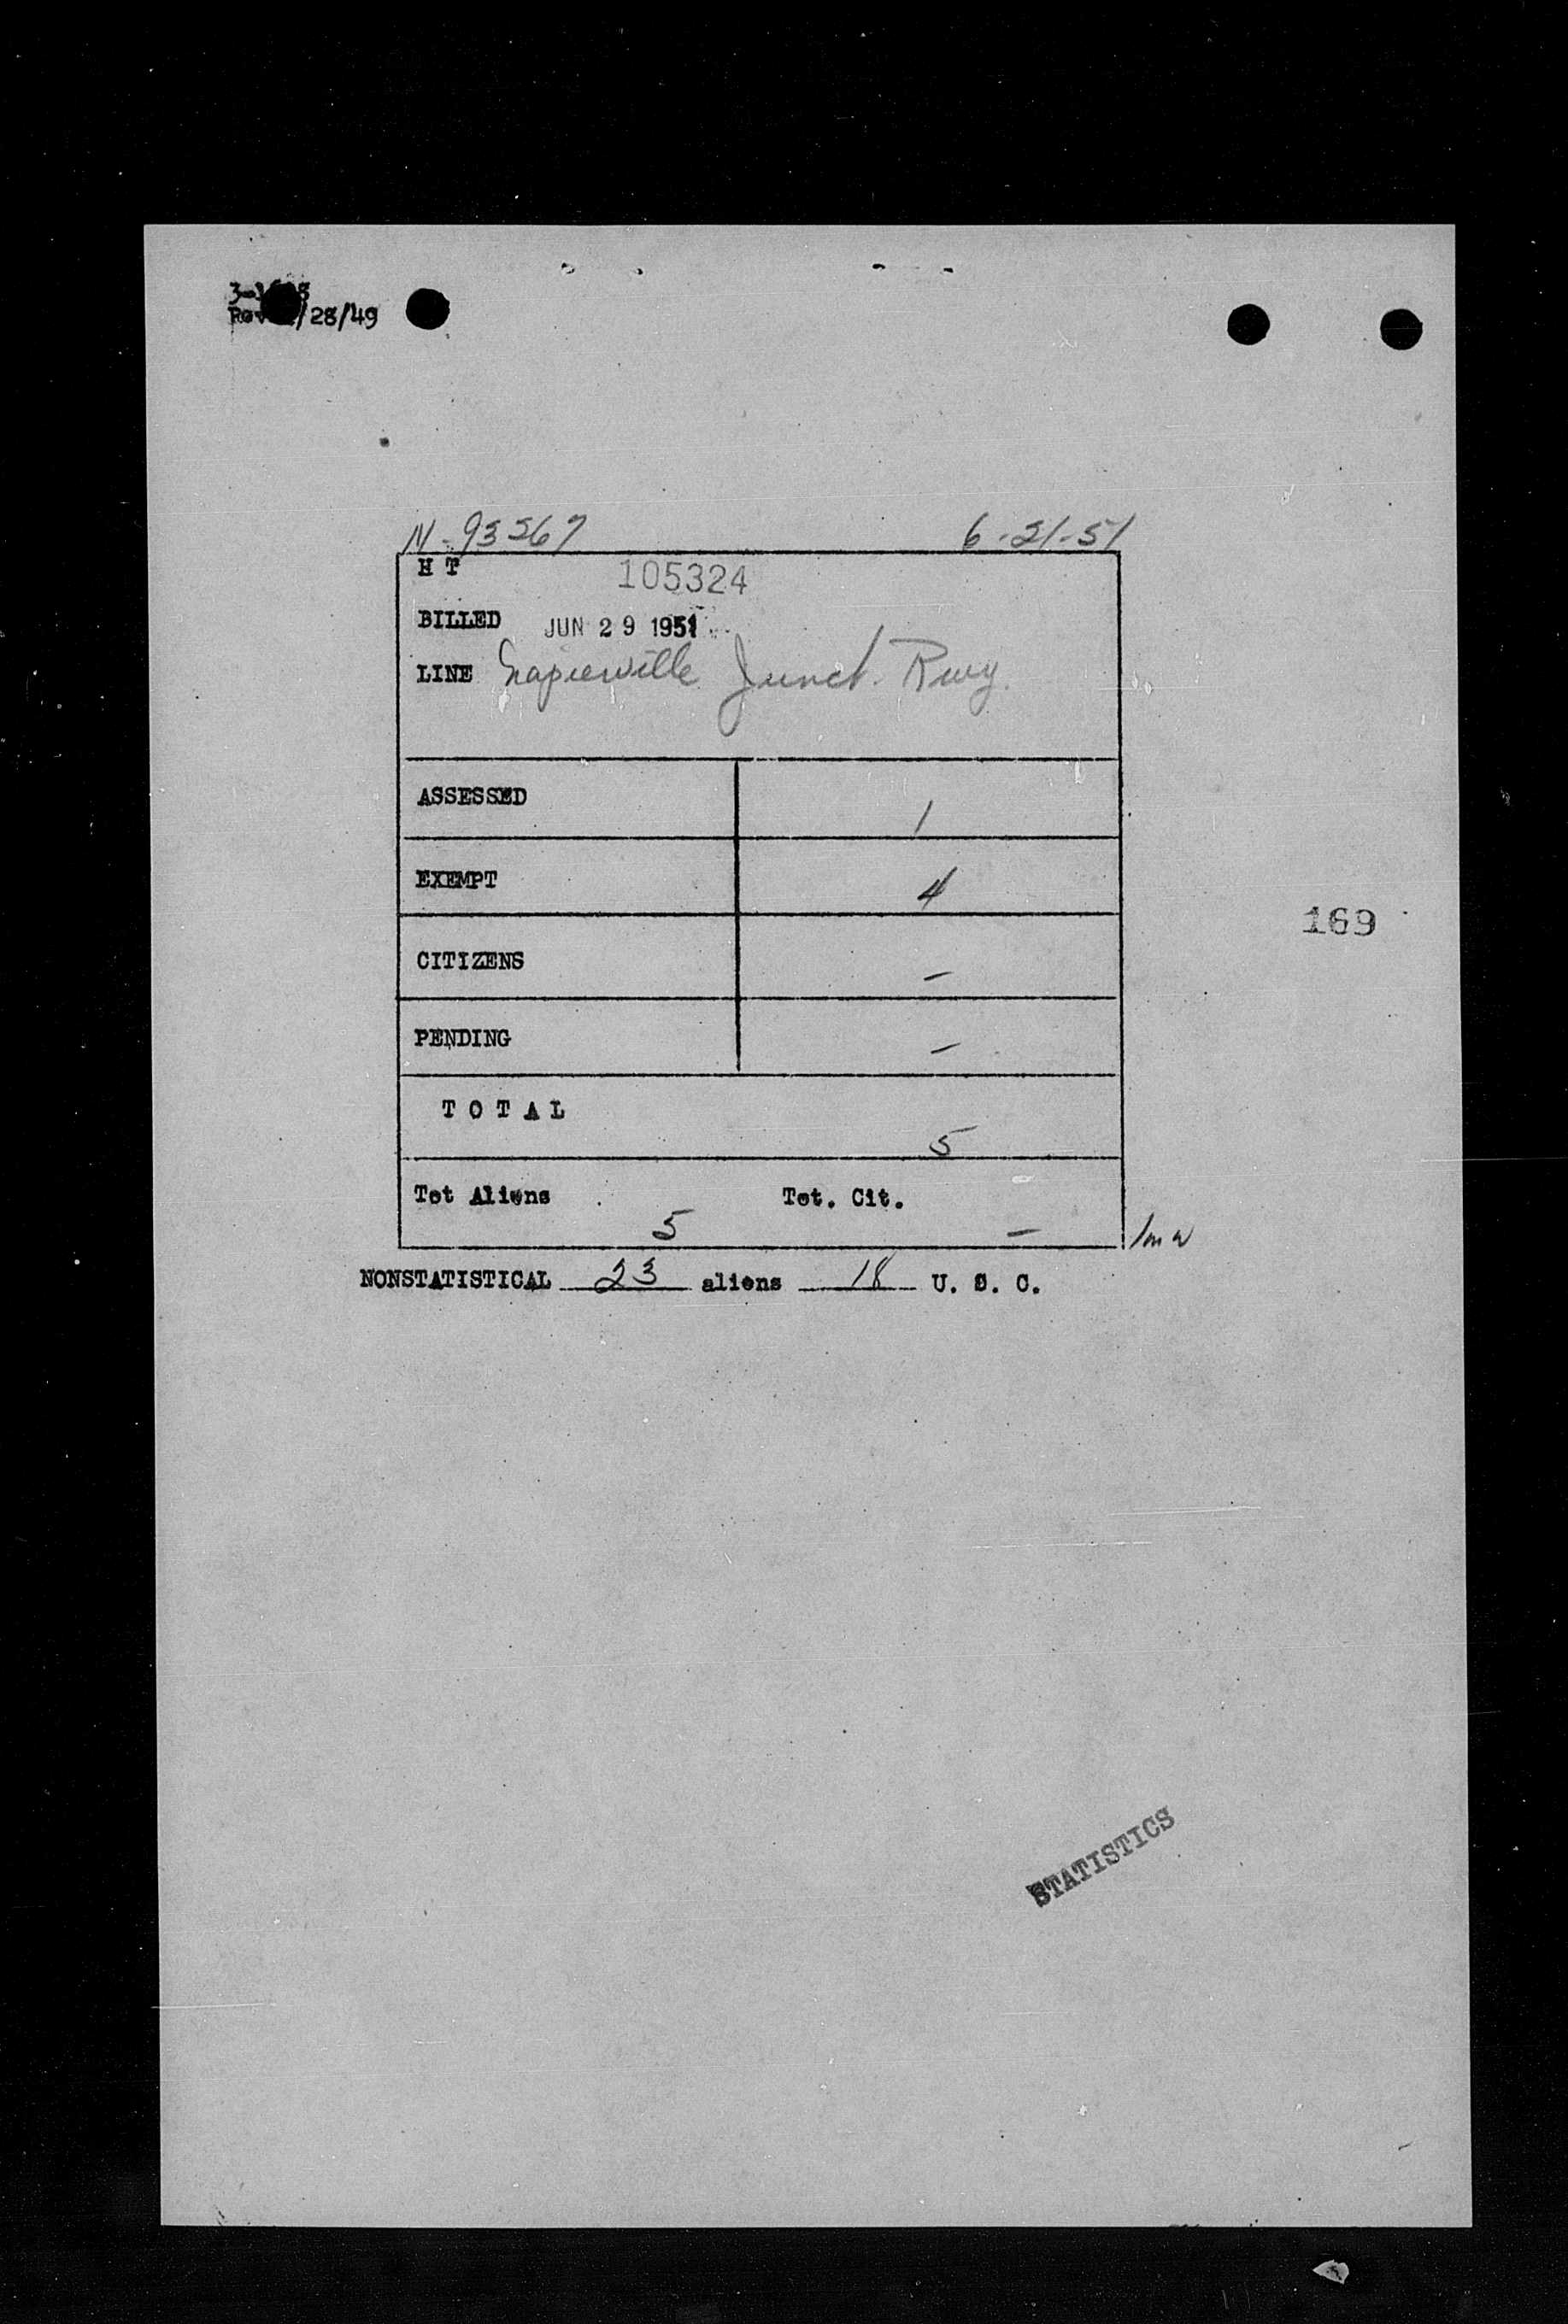 /28/49
N-93267 6-21-51
H T 105324
BILLED JUN 29 1951
LINE Napierville Junct. Rwy.
ASSESSED 1
EXEMPT 4
CITIZENS –
PENDING –
TOTAL 5
Tot Aliens 5 Tot. Cit. –
NONSTATISTICAL 23 aliens 18 U. S. C.
169
STATISTICS